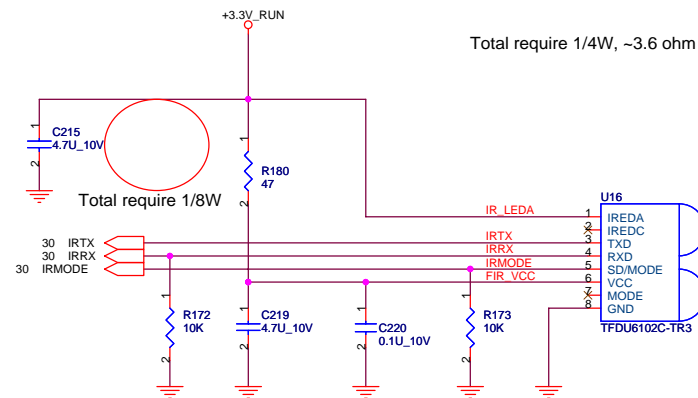 +3.3V_RUN
Total require 1/4W, ~3.6 ohm
1
C215
4.7U_10V
2
1
R180
47
2
Total require 1/8W
U16
IR_LEDA
1
IREDA
2
IREDC
30
IRTX
IRTX
3
TXD
30
IRRX
IRRX
4
RXD
30
IRMODE
IRMODE
5
SD/MODE
FIR_VCC
6
VCC
7
MODE
8
GND
TFDU6102C-TR3
1
R172
10K
2
1
C219
4.7U_10V
2
1
C220
0.1U_10V
2
1
R173
10K
2